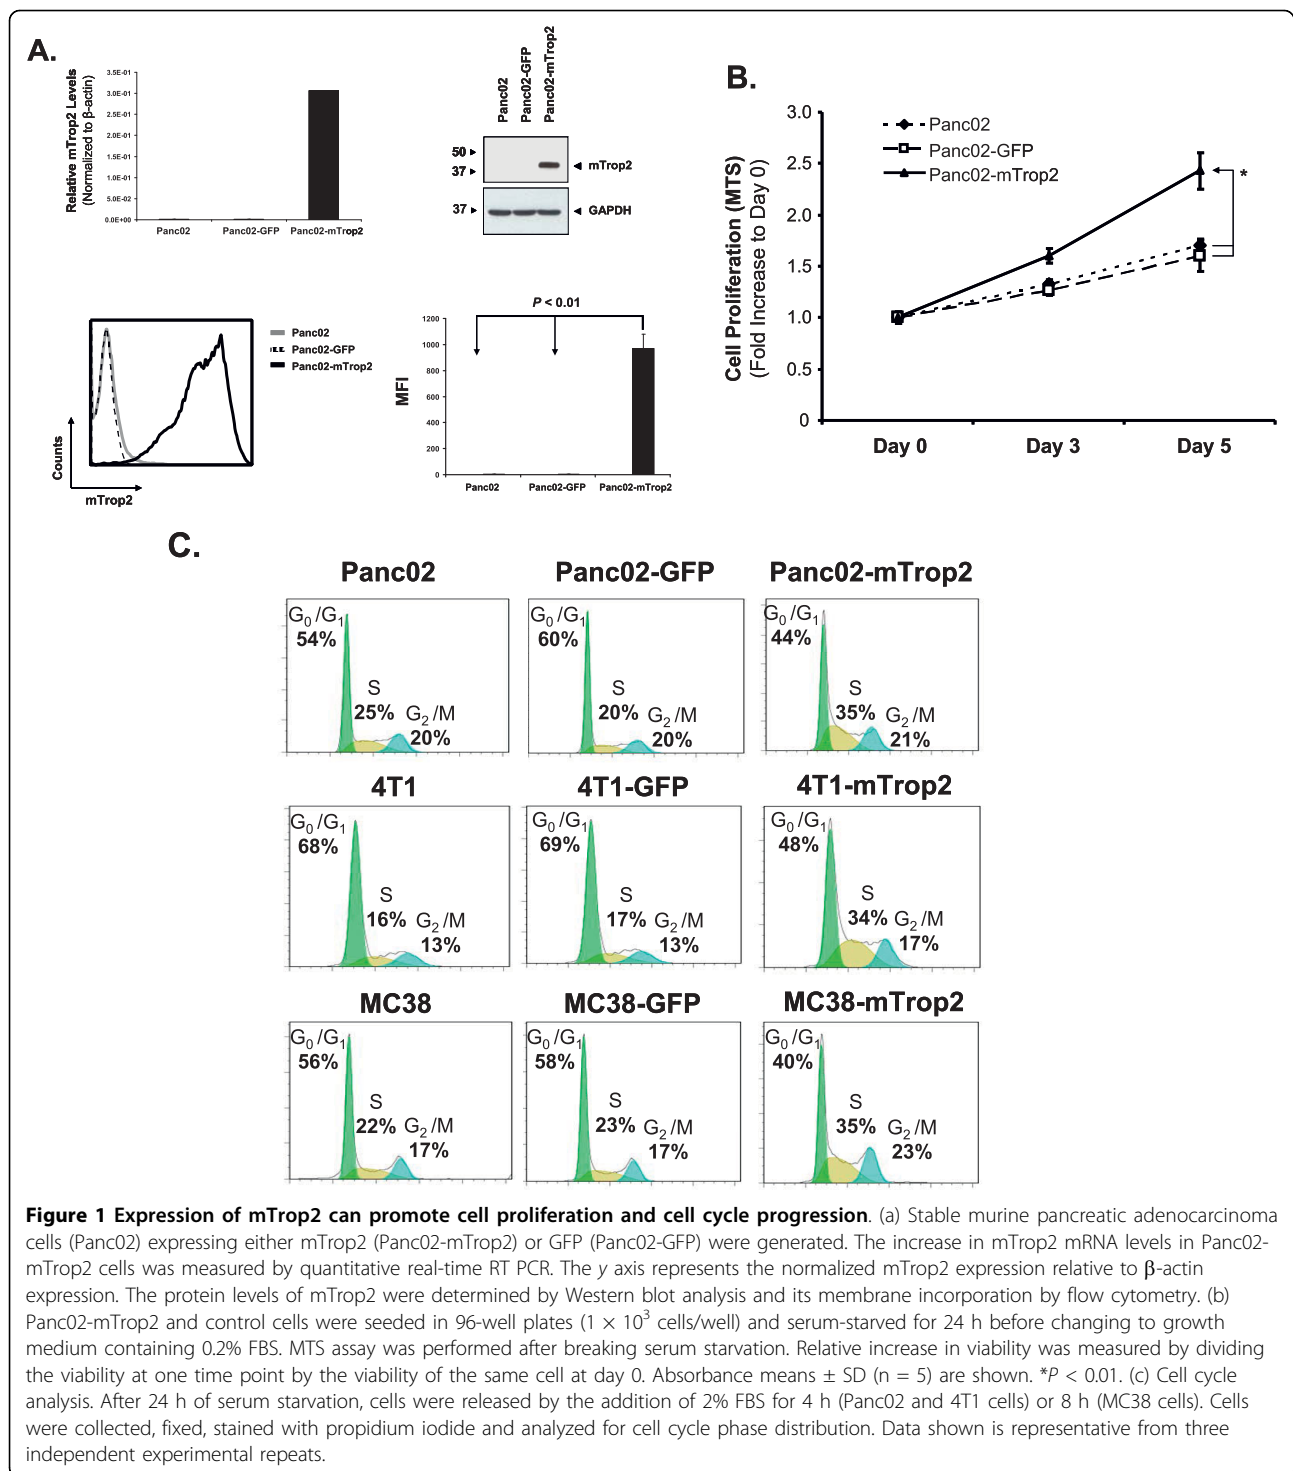 A.
Relative mTrop2 Levels
(Normalized to β-actin)
3.5E-01
3.0E-01
2.5E-01
2.0E-01
1.5E-01
1.0E-01
5.0E-02
0.0E+00
Panc02 Panc02-GFP Panc02-mTrop2
Panc02
Panc02-GFP
Panc02-mTrop2
50
37
mTrop2
37
GAPDH
Counts
mTrop2
Panc02
Panc02-GFP
Panc02-mTrop2
P < 0.01
MFI
1200
1000
800
600
400
200
0
Panc02 Panc02-GFP Panc02-mTrop2
B.
Cell Proliferation (MTS)
(Fold Increase to Day 0)
3.0
2.5
2.0
1.5
1.0
0.5
0
Panc02
Panc02-GFP
Panc02-mTrop2
*
Day 0 Day 3 Day 5
C.
Panc02 Panc02-GFP Panc02-mTrop2
G0/G1
54%
S
25%
G2/M
20%
G0/G1
60%
S
20%
G2/M
20%
G0/G1
44%
S
35%
G2/M
21%
4T1 4T1-GFP 4T1-mTrop2
G0/G1
68%
S
16%
G2/M
13%
G0/G1
69%
S
17%
G2/M
13%
G0/G1
48%
S
34%
G2/M
17%
MC38 MC38-GFP MC38-mTrop2
G0/G1
56%
S
22%
G2/M
17%
G0/G1
58%
S
23%
G2/M
17%
G0/G1
40%
S
35%
G2/M
23%
Figure 1 Expression of mTrop2 can promote cell proliferation and cell cycle progression. (a) Stable murine pancreatic adenocarcinoma
cells (Panc02) expressing either mTrop2 (Panc02-mTrop2) or GFP (Panc02-GFP) were generated. The increase in mTrop2 mRNA levels in Panc02-
mTrop2 cells was measured by quantitative real-time RT PCR. The y axis represents the normalized mTrop2 expression relative to β-actin
expression. The protein levels of mTrop2 were determined by Western blot analysis and its membrane incorporation by flow cytometry. (b)
Panc02-mTrop2 and control cells were seeded in 96-well plates (1 × 10³ cells/well) and serum-starved for 24 h before changing to growth
medium containing 0.2% FBS. MTS assay was performed after breaking serum starvation. Relative increase in viability was measured by dividing
the viability at one time point by the viability of the same cell at day 0. Absorbance means ± SD (n = 5) are shown. *P < 0.01. (c) Cell cycle
analysis. After 24 h of serum starvation, cells were released by the addition of 2% FBS for 4 h (Panc02 and 4T1 cells) or 8 h (MC38 cells). Cells
were collected, fixed, stained with propidium iodide and analyzed for cell cycle phase distribution. Data shown is representative from three
independent experimental repeats.